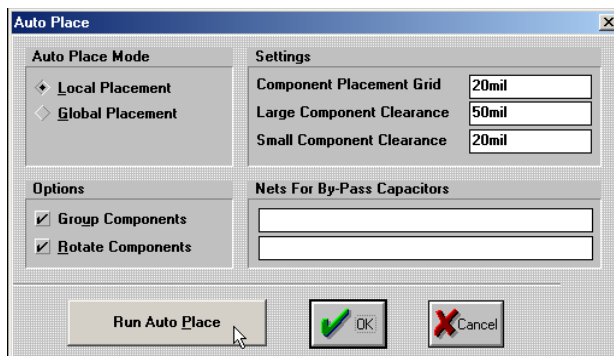 Auto Place
Auto Place Mode
Local Placement
Global Placement
Settings
Component Placement Grid 20mil
Large Component Clearance 50mil
Small Component Clearance 20mil
Options
Group Components
Rotate Components
Nets For By-Pass Capacitors
Run Auto Place
OK
Cancel